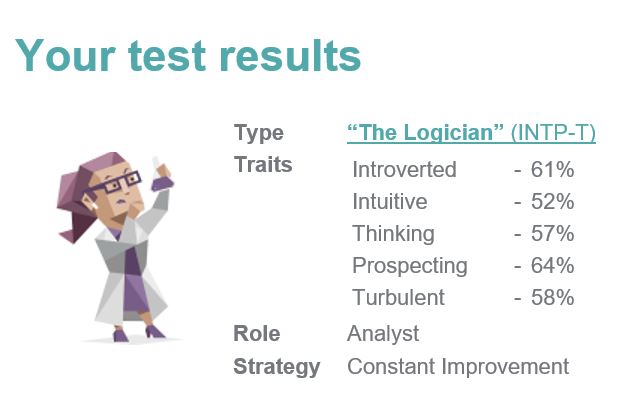 Your test results
Type “The Logician” (INTP-T)
Traits Introverted - 61%
Intuitive - 52%
Thinking - 57%
Prospecting - 64%
Turbulent - 58%
Role Analyst
Strategy Constant Improvement